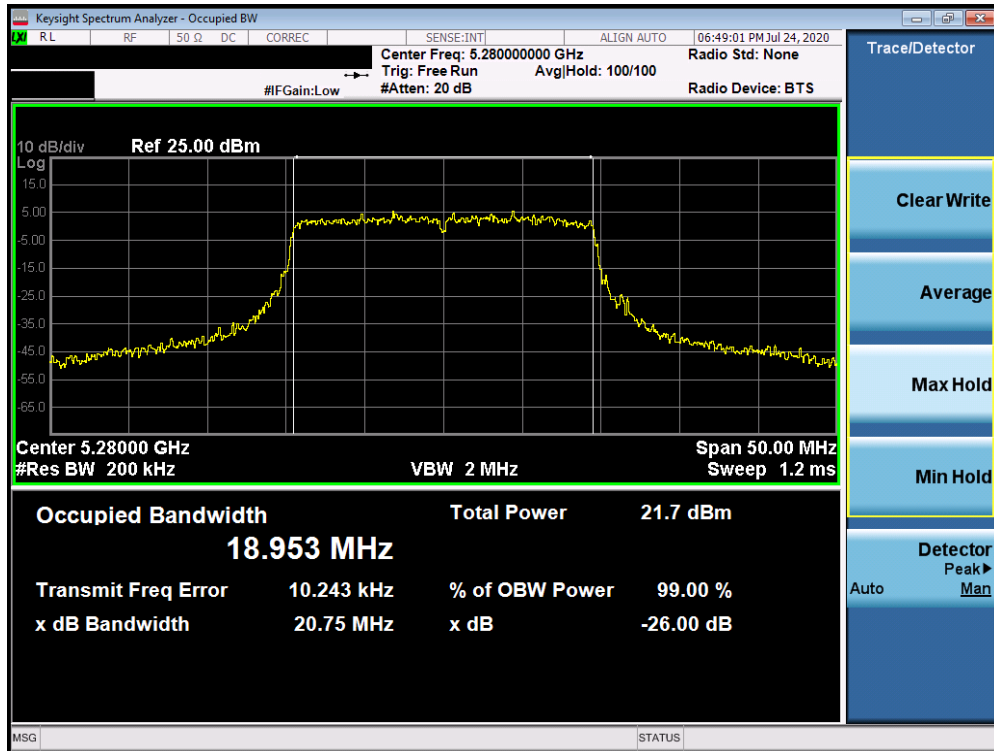 Keysight Spectrum Analyzer - Occupied BW
LXI RL RF 50 Ω DC CORREC SENSE:INT ALIGN AUTO 06:49:01 PM Jul 24, 2020
Center Freq: 5.280000000 GHz Radio Std: None
Trig: Free Run Avg|Hold: 100/100
#IFGain:Low #Atten: 20 dB Radio Device: BTS
10 dB/div Ref 25.00 dBm
Log
15.0
5.00
-5.00
-15.0
-25.0
-35.0
-45.0
-55.0
-65.0
Center 5.28000 GHz Span 50.00 MHz
#Res BW 200 kHz VBW 2 MHz Sweep 1.2 ms
Occupied Bandwidth Total Power 21.7 dBm
18.953 MHz
Transmit Freq Error 10.243 kHz % of OBW Power 99.00 %
x dB Bandwidth 20.75 MHz x dB -26.00 dB
MSG STATUS
Trace/Detector
Clear Write
Average
Max Hold
Min Hold
Detector
Peak▶
Auto Man